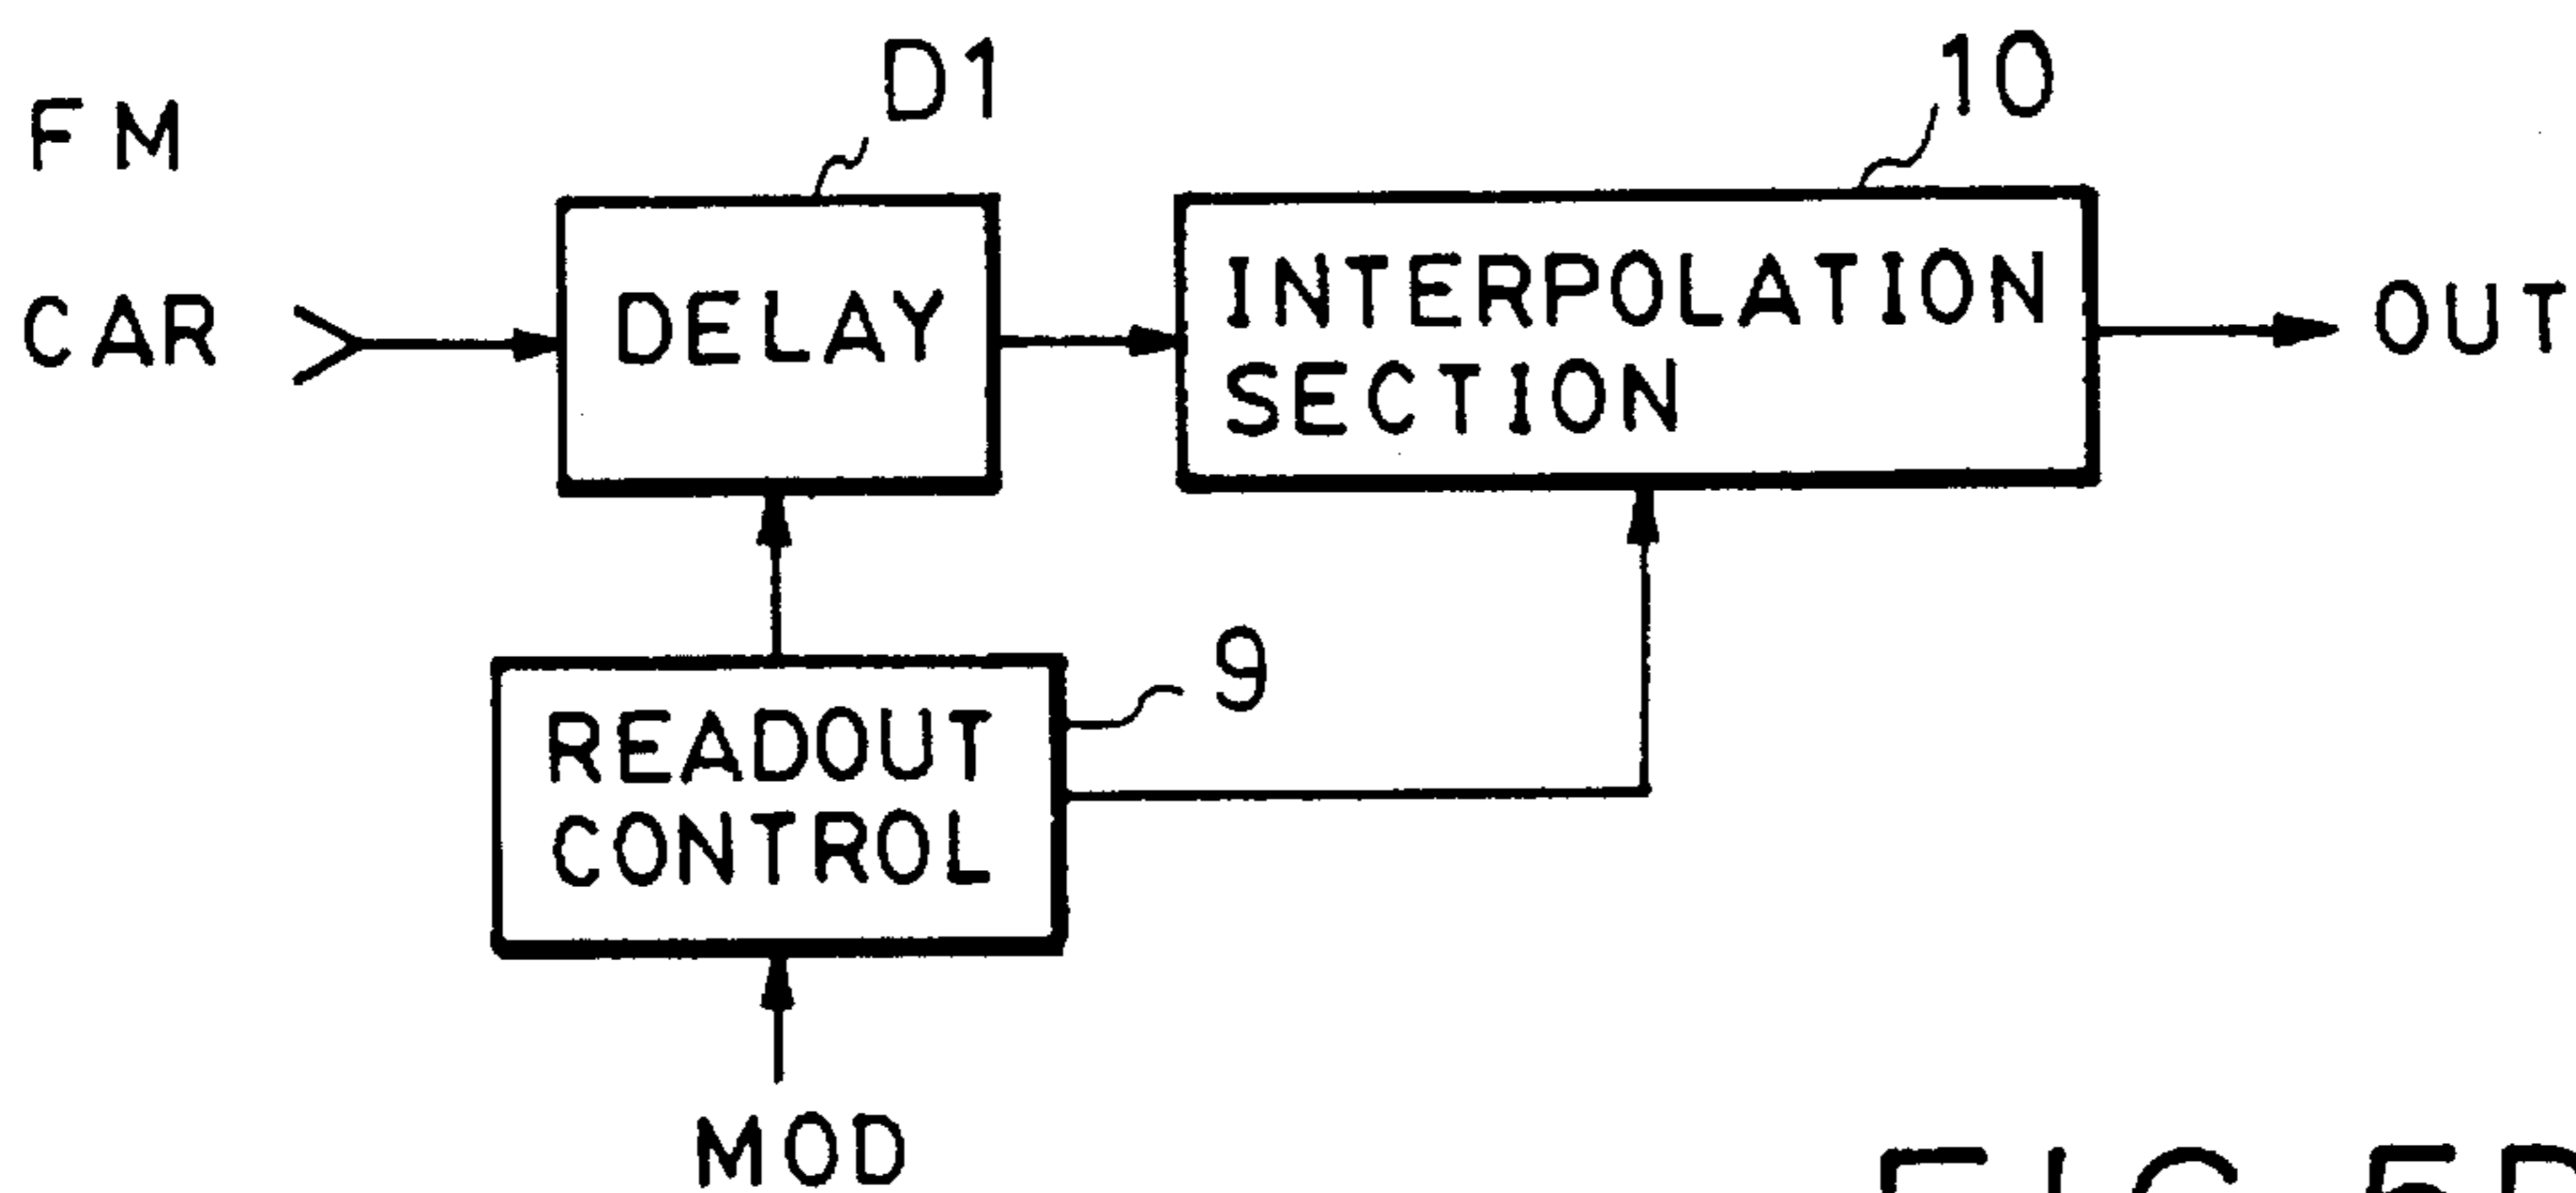 D1
10
FM
CAR
DELAY
INTERPOLATION
SECTION
OUT
9
READOUT
CONTROL
MOD